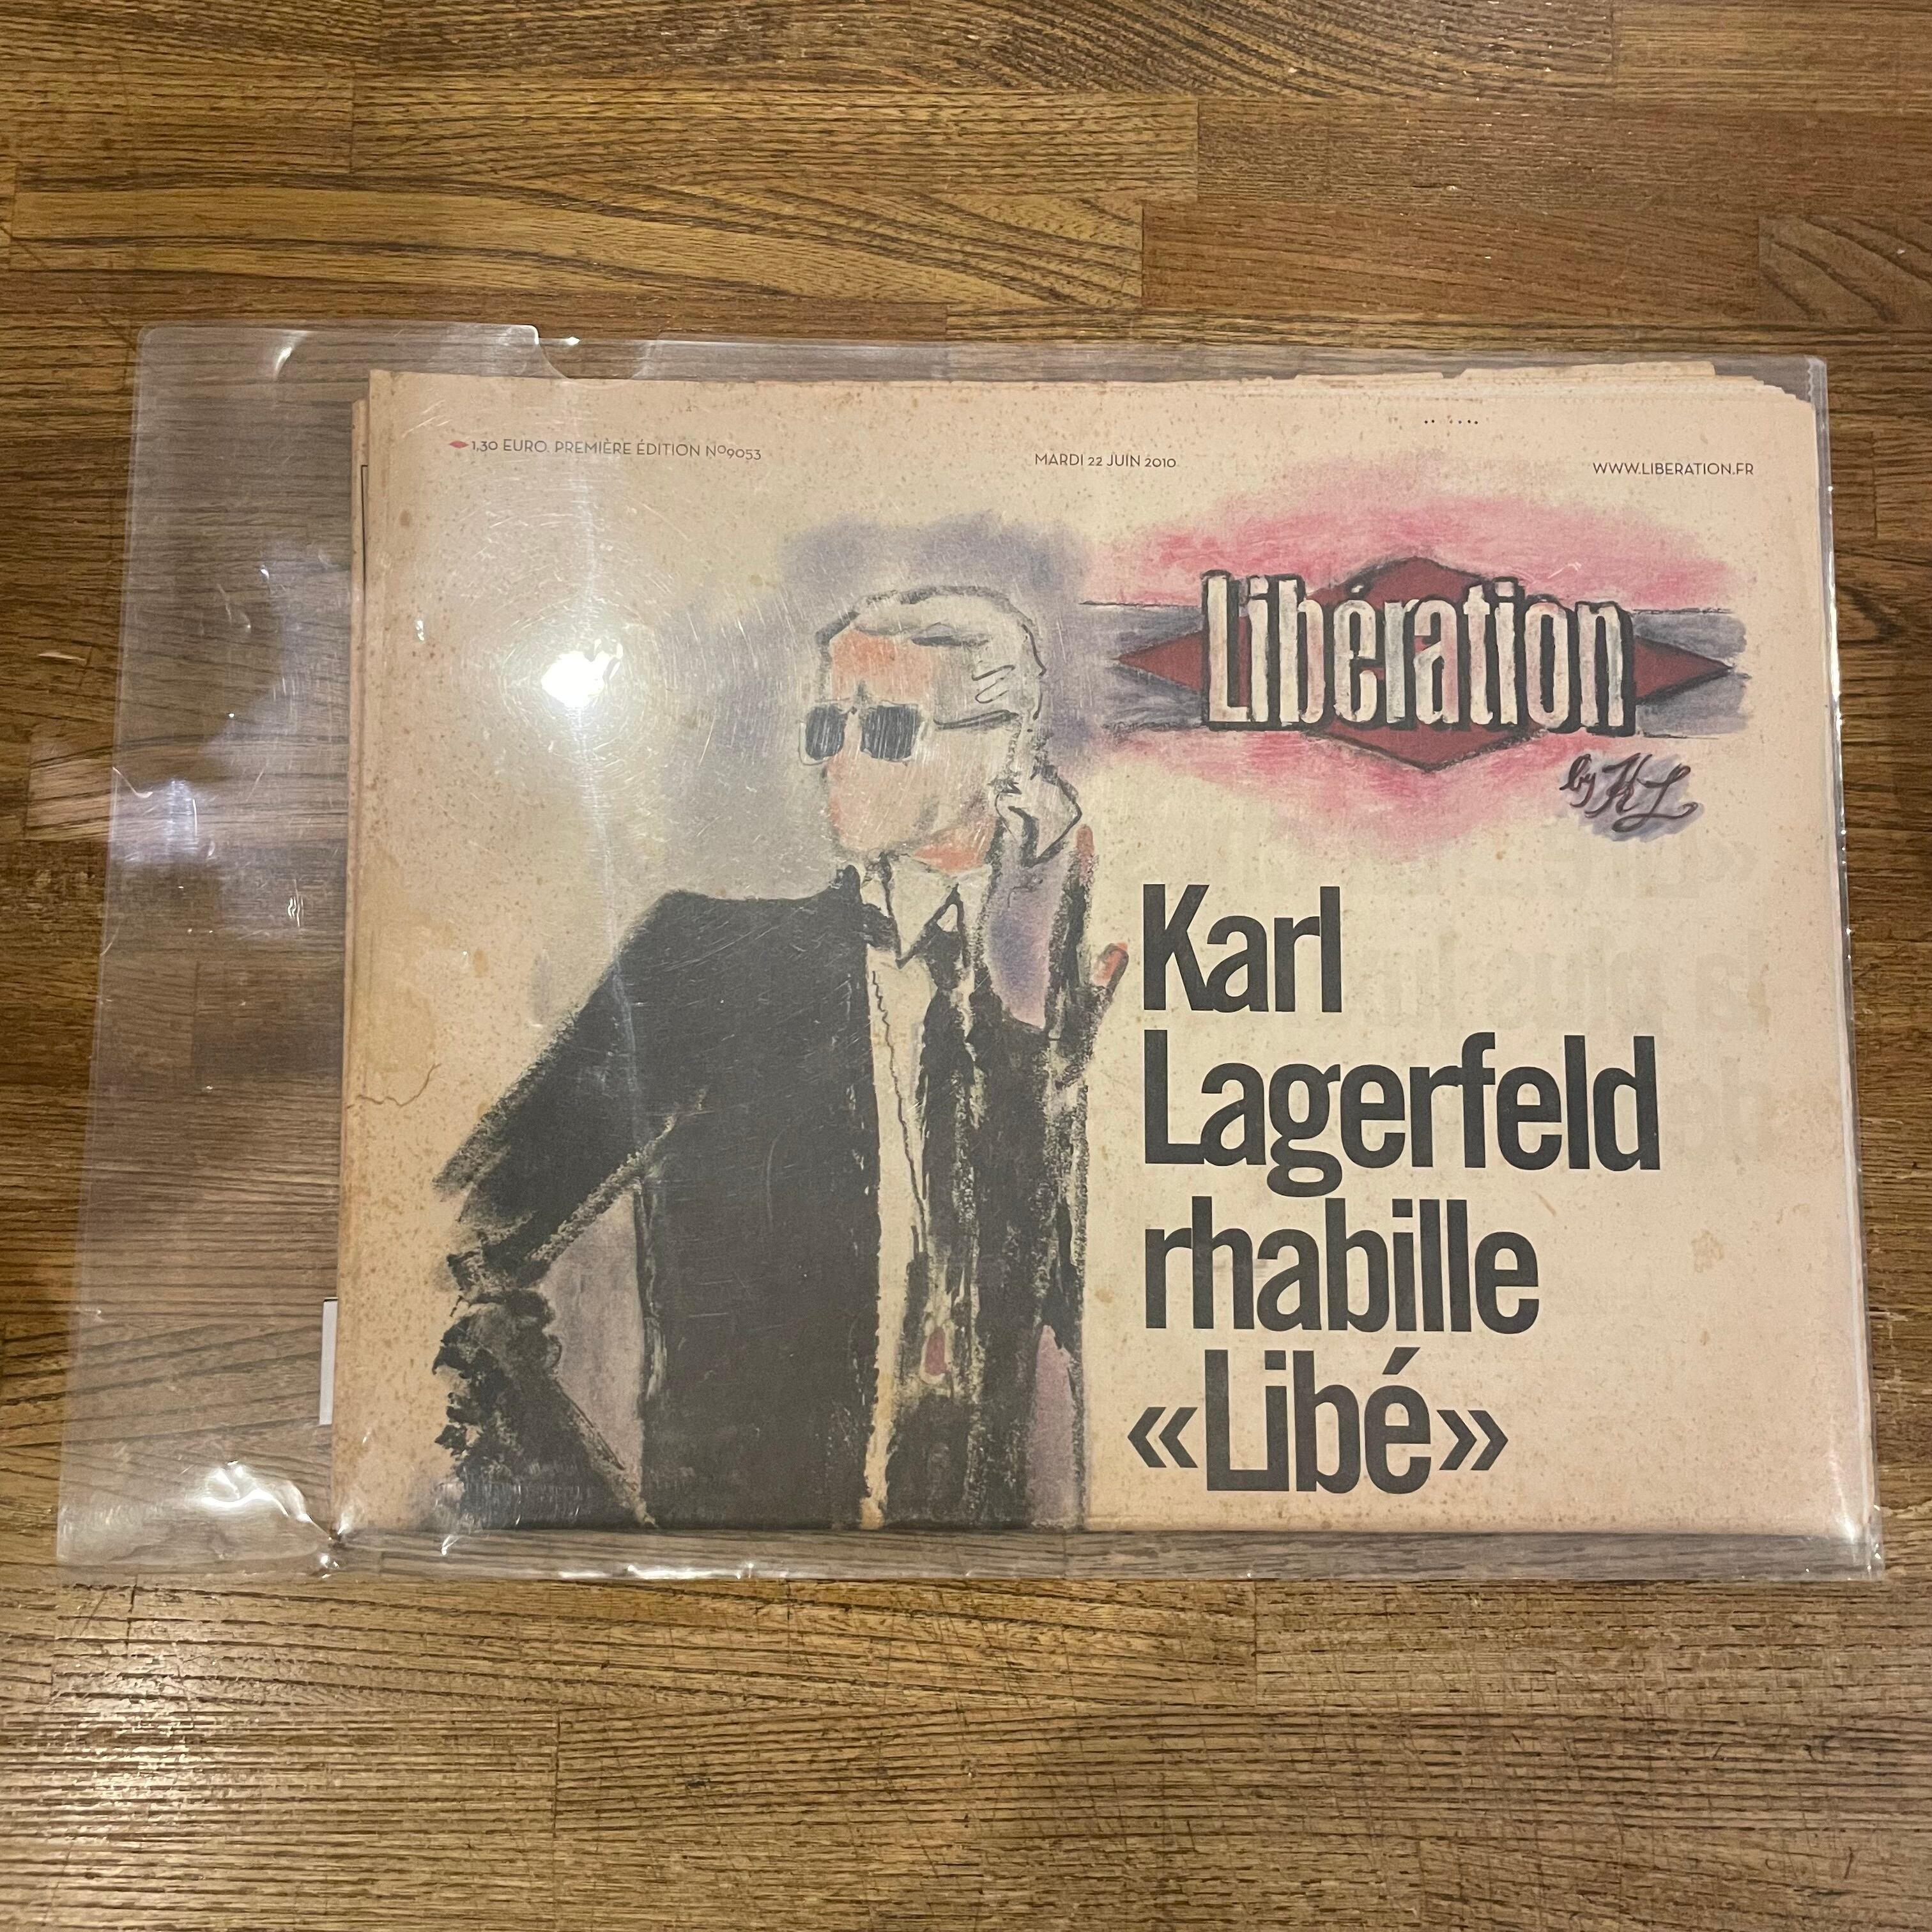 1,30 EURO. PREMIÈRE ÉDITION Nº9053
MARDI 22 JUIN 2010
WWW.LIBERATION.FR
Libération
by KL
Karl
Lagerfeld
rhabille
«Libé»